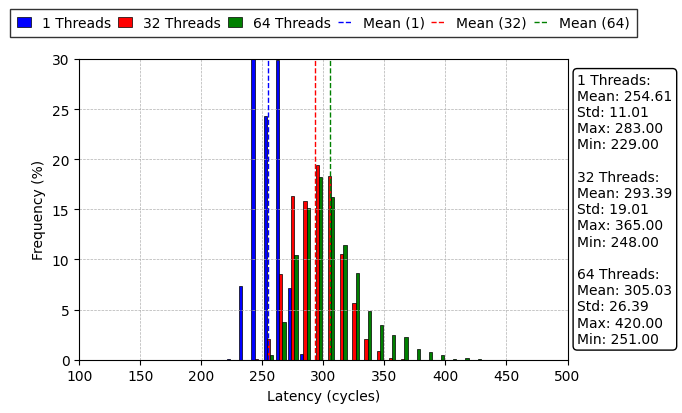 1 Threads 32 Threads 64 Threads Mean (1) Mean (32) Mean (64)
30
25
20
15
10
5
0
Frequency (%)
100 150 200 250 300 350 400 450 500
Latency (cycles)
1 Threads:
Mean: 254.61
Std: 11.01
Max: 283.00
Min: 229.00
32 Threads:
Mean: 293.39
Std: 19.01
Max: 365.00
Min: 248.00
64 Threads:
Mean: 305.03
Std: 26.39
Max: 420.00
Min: 251.00